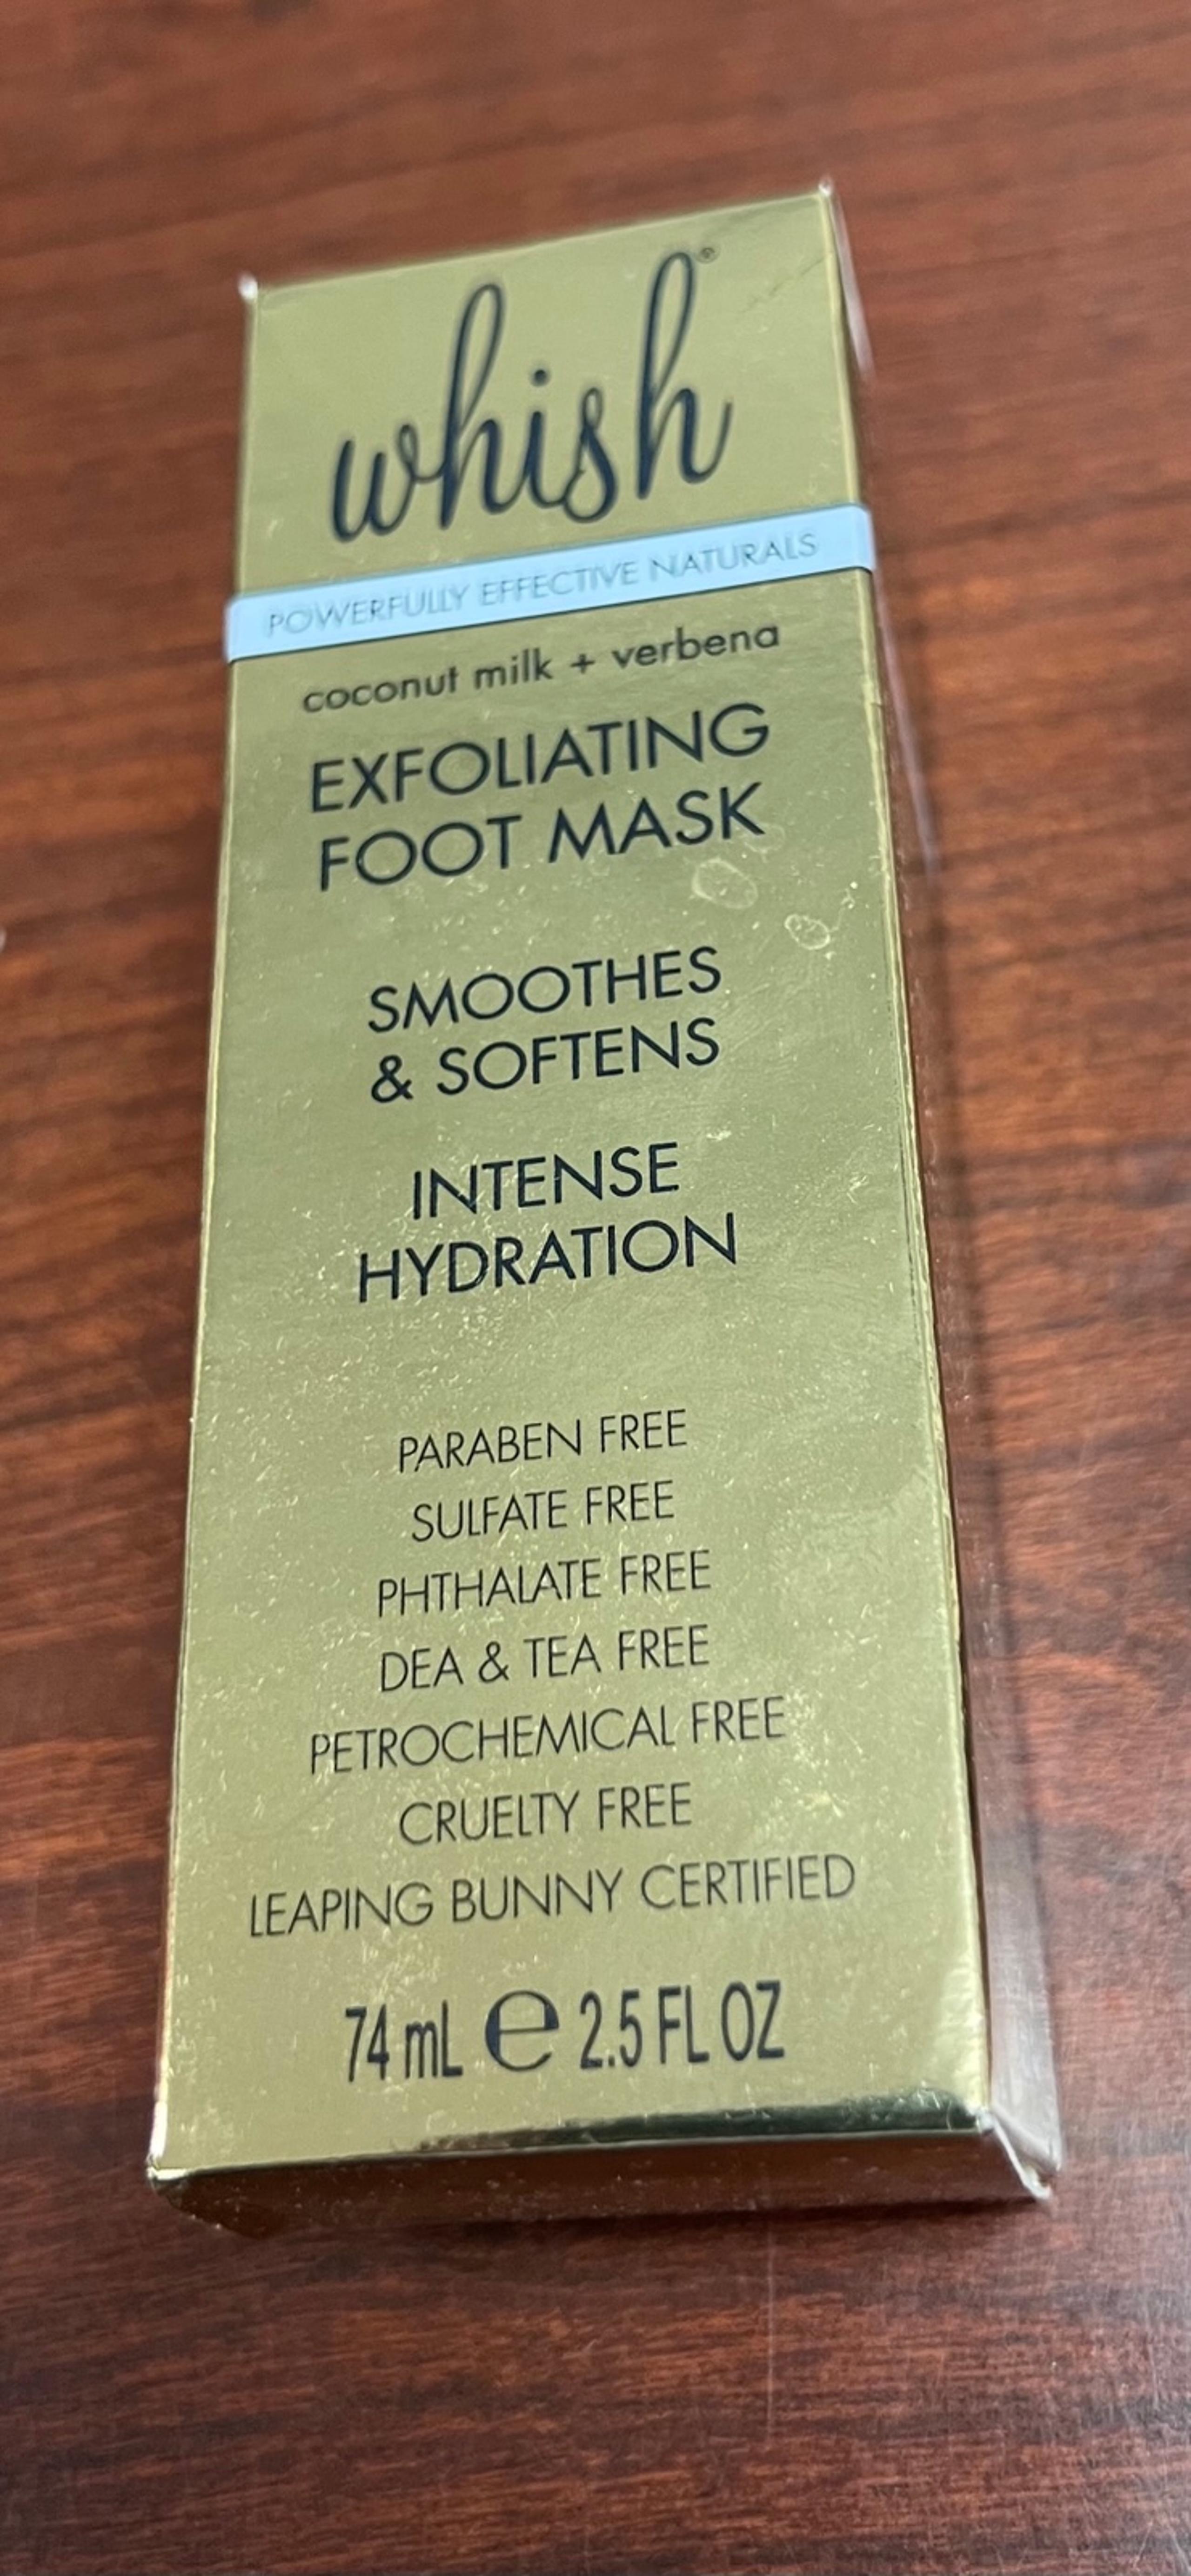 whish®
POWERFULLY EFFECTIVE NATURALS
coconut milk + verbena
EXFOLIATING
FOOT MASK
SMOOTHES
& SOFTENS
INTENSE
HYDRATION
PARABEN FREE
SULFATE FREE
PHTHALATE FREE
DEA & TEA FREE
PETROCHEMICAL FREE
CRUELTY FREE
LEAPING BUNNY CERTIFIED
74 mL ℮ 2.5 FL OZ